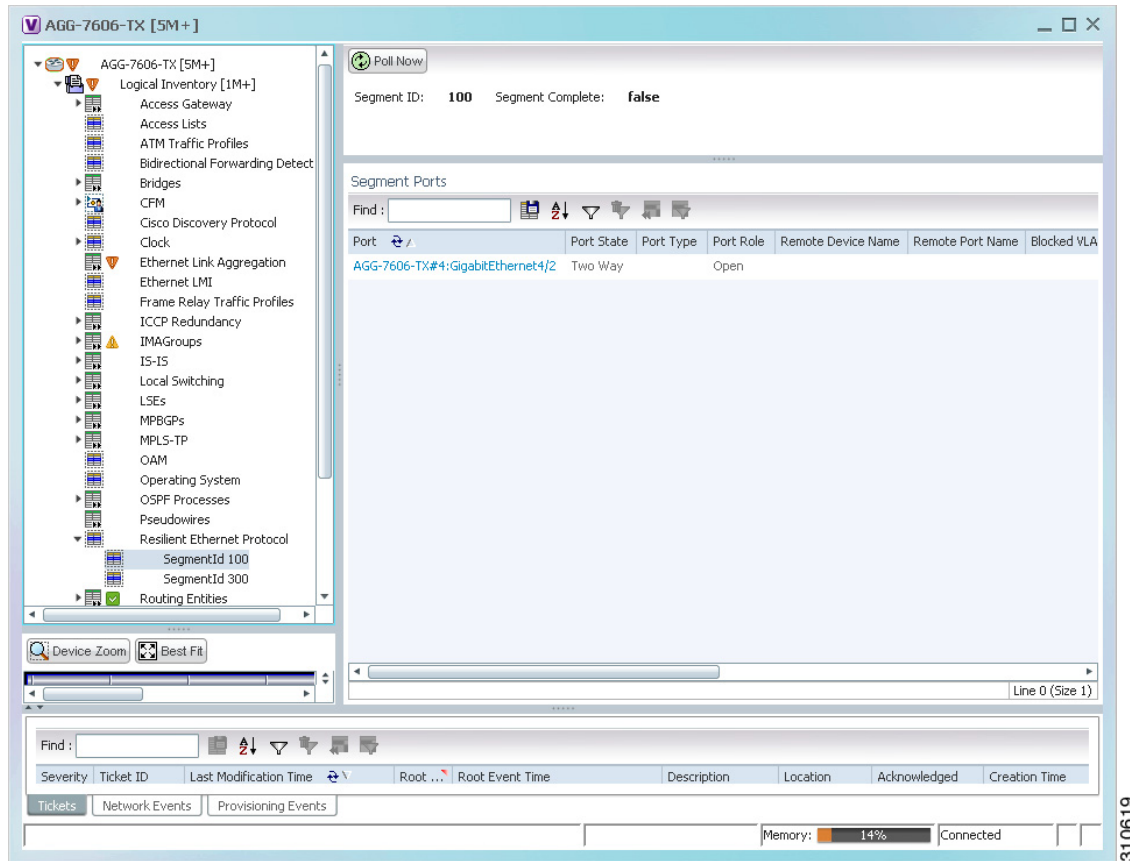 AGG-7606-TX [5M+]
AGG-7606-TX [5M+]
Logical Inventory [1M+]
Access Gateway
Access Lists
ATM Traffic Profiles
Bidirectional Forwarding Detect
Bridges
CFM
Cisco Discovery Protocol
Clock
Ethernet Link Aggregation
Ethernet LMI
Frame Relay Traffic Profiles
ICCP Redundancy
IMAGroups
IS-IS
Local Switching
LSEs
MPBGPs
MPLS-TP
OAM
Operating System
OSPF Processes
Pseudowires
Resilient Ethernet Protocol
SegmentId 100
SegmentId 300
Routing Entities
Device Zoom Best Fit
Poll Now
Segment ID: 100 Segment Complete: false
Segment Ports
Find :
Port Port State Port Type Port Role Remote Device Name Remote Port Name Blocked VLA
AGG-7606-TX#4:GigabitEthernet4/2 Two Way Open
Line 0 (Size 1)
Find :
Severity Ticket ID Last Modification Time Root ... Root Event Time Description Location Acknowledged Creation Time
Tickets Network Events Provisioning Events
Memory: 14% Connected
310619